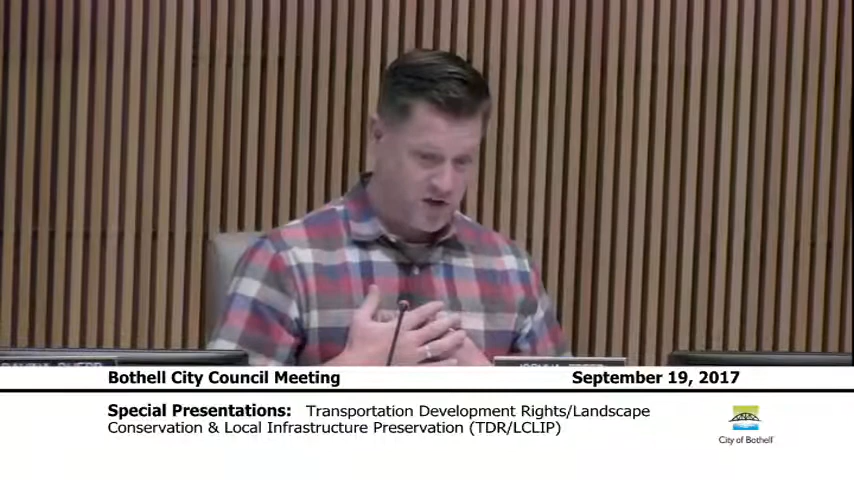 Bothell City Council Meeting September 19, 2017
Special Presentations: Transportation Development Rights/Landscape
Conservation & Local Infrastructure Preservation (TDR/LCLIP)
City of Bothell